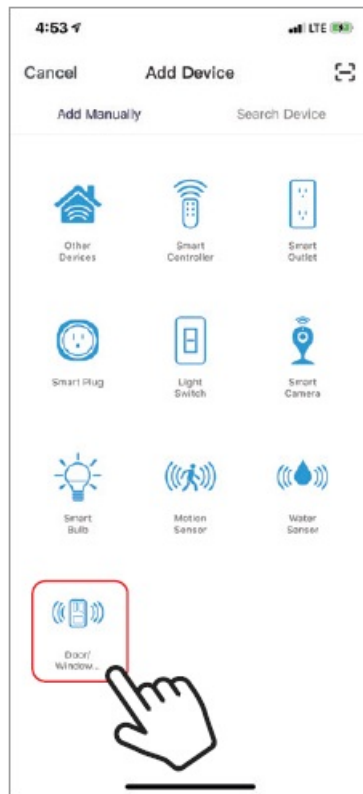 4:53
LTE
Cancel
Add Device
Add Manually
Search Device
Other
Devices
Smart
Controller
Smart
Outlet
Smart Plug
Light
Switch
Smart
Camera
Smart
Bulb
Motion
Sensor
Water
Sensor
Door/
Window...